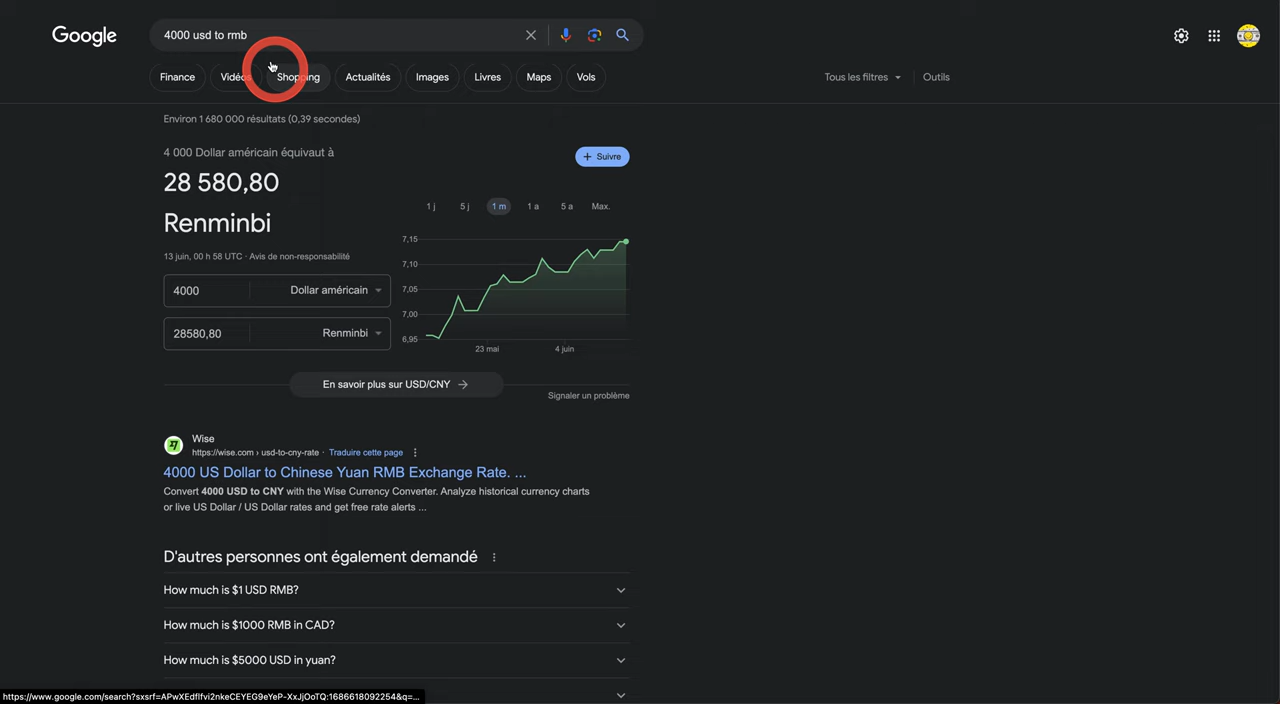 Google
4000 usd to rmb
Finance
Vidéos
Shopping
Actualités
Images
Livres
Maps
Vols
Tous les filtres
Outils
Environ 1 680 000 résultats (0,39 secondes)
4 000 Dollar américain équivaut à
+ Suivre
28 580,80
Renminbi
13 juin, 00 h 58 UTC · Avis de non-responsabilité
4000 Dollar américain
28580,80 Renminbi
1 j 5 j 1 m 1 a 5 a Max.
7,15
7,10
7,05
7,00
6,95
23 mai 4 juin
En savoir plus sur USD/CNY →
Signaler un problème
Wise
https://wise.com › usd-to-cny-rate · Traduire cette page
4000 US Dollar to Chinese Yuan RMB Exchange Rate. ...
Convert 4000 USD to CNY with the Wise Currency Converter. Analyze historical currency charts
or live US Dollar / US Dollar rates and get free rate alerts ...
D'autres personnes ont également demandé
How much is $1 USD RMB?
How much is $1000 RMB in CAD?
How much is $5000 USD in yuan?